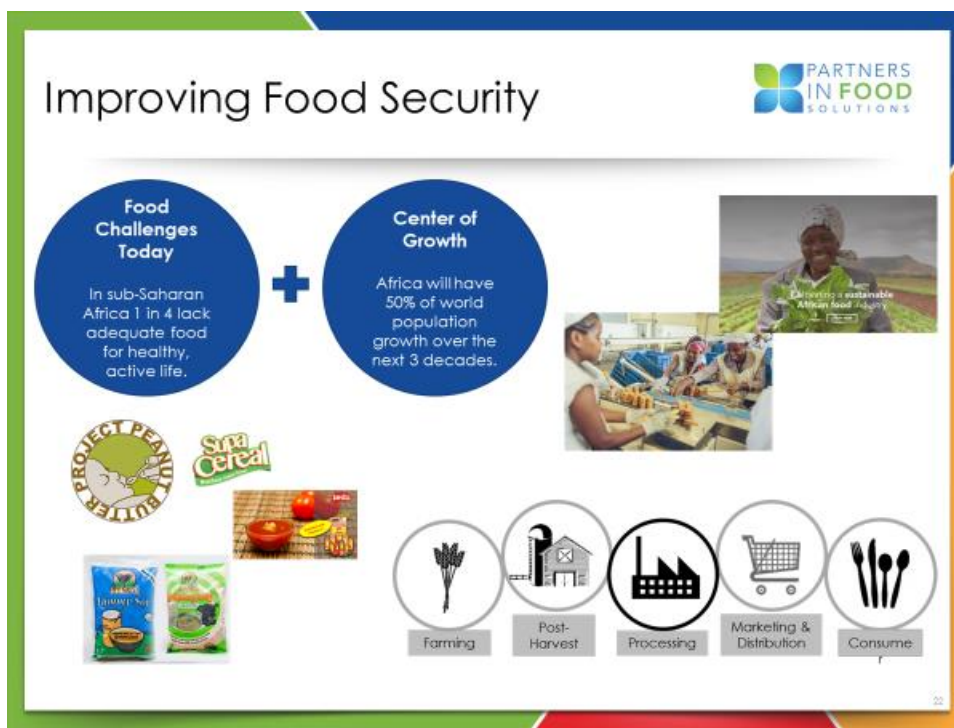 Improving Food Security
PARTNERS
IN FOOD
SOLUTIONS
Food
Challenges
Today
In sub-Saharan
Africa 1 in 4 lack
adequate food
for healthy,
active life.
Center of
Growth
Africa will have
50% of world
population
growth over the
next 3 decades.
a sustainable
African food industry
PROJECT PEANUT BUTTER
Supa
Cereal
Farming
Post-
Harvest
Processing
Marketing &
Distribution
Consume
r
22